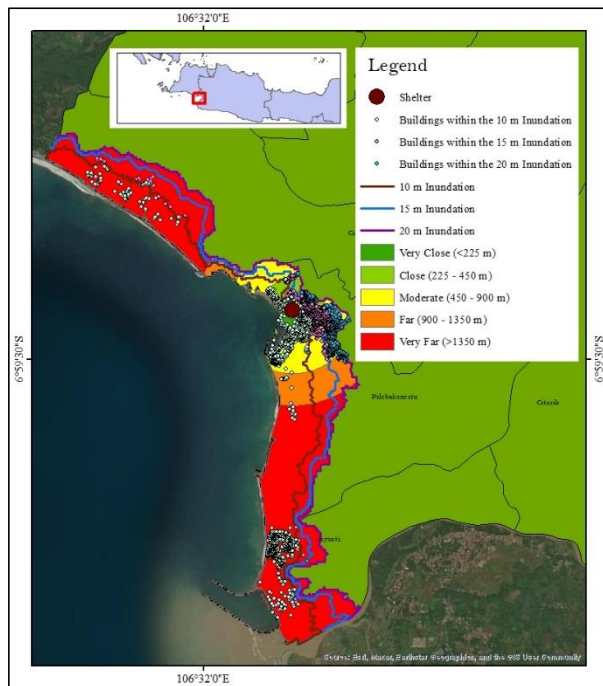 106°32'0"E
Legend
Shelter
Buildings within the 10 m Inundation
Buildings within the 15 m Inundation
Buildings within the 20 m Inundation
10 m Inundation
15 m Inundation
20 m Inundation
Very Close (<225 m)
Close (225 - 450 m)
Moderate (450 - 900 m)
Far (900 - 1350 m)
Very Far (>1350 m)
6°59'30"S
6°59'30"S
Citarik
Source: Esri, Maxar, Earthstar Geographics, and the GIS User Community
106°32'0"E